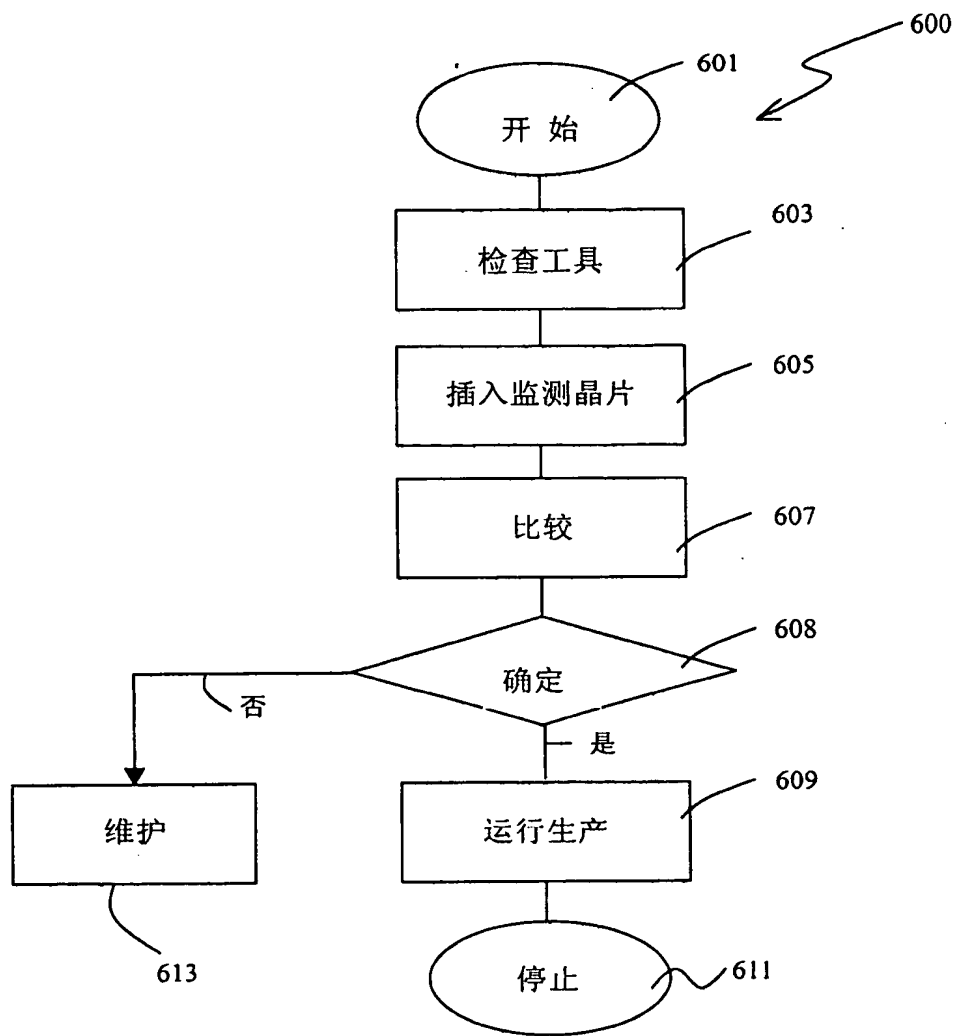 600
601
开 始
603
检查工具
605
插入监测晶片
607
比较
608
确定
否
是
609
运行生产
维护
613
停止
611